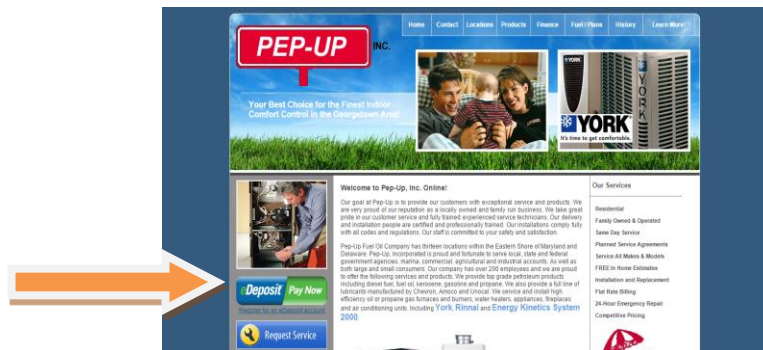 Home Contact Locations Products Finance Fuel / Plans History Learn More!
PEP-UP INC.
Your Best Choice for the Finest Indoor
Comfort Control in the Georgetown Area!
YORK
YORK
It's time to get comfortable.
Welcome to Pep-Up, Inc. Online!
Our goal at Pep-Up is to provide our customers with exceptional service and products. We
are very proud of our reputation as a locally owned and family run business. We take great
pride in our customer service and fully trained experienced service technicians. Our delivery
and installation people are certified and professionally trained. Our installations comply fully
with all codes and regulations. Our staff is committed to your safety and satisfaction.
Pep-Up Fuel Oil Company has thirteen locations within the Eastern Shore of Maryland and
Delaware. Pep-Up, Incorporated is proud and fortunate to serve local, state and federal
government agencies, marina, commercial, agricultural and industrial accounts. As well as
both large and small consumers. Our company has over 200 employees and we are proud
to offer the following services and products. We provide top grade petroleum products
including diesel fuel, fuel oil, kerosene, gasoline and propane. We also provide a full line of
lubricants manufactured by Chevron, Amoco and Unocal. We service and install high
efficiency oil or propane gas furnaces and burners, water heaters, appliances, fireplaces
and air conditioning units. Including York, Rinnai and Energy Kinetics System
2000.
eDeposit Pay Now
Register for an eDeposit account
Request Service
Our Services
Residential
Family Owned & Operated
Same Day Service
Planned Service Agreements
Service All Makes & Models
FREE In Home Estimates
Installation and Replacement
Flat Rate Billing
24-Hour Emergency Repair
Competitive Pricing